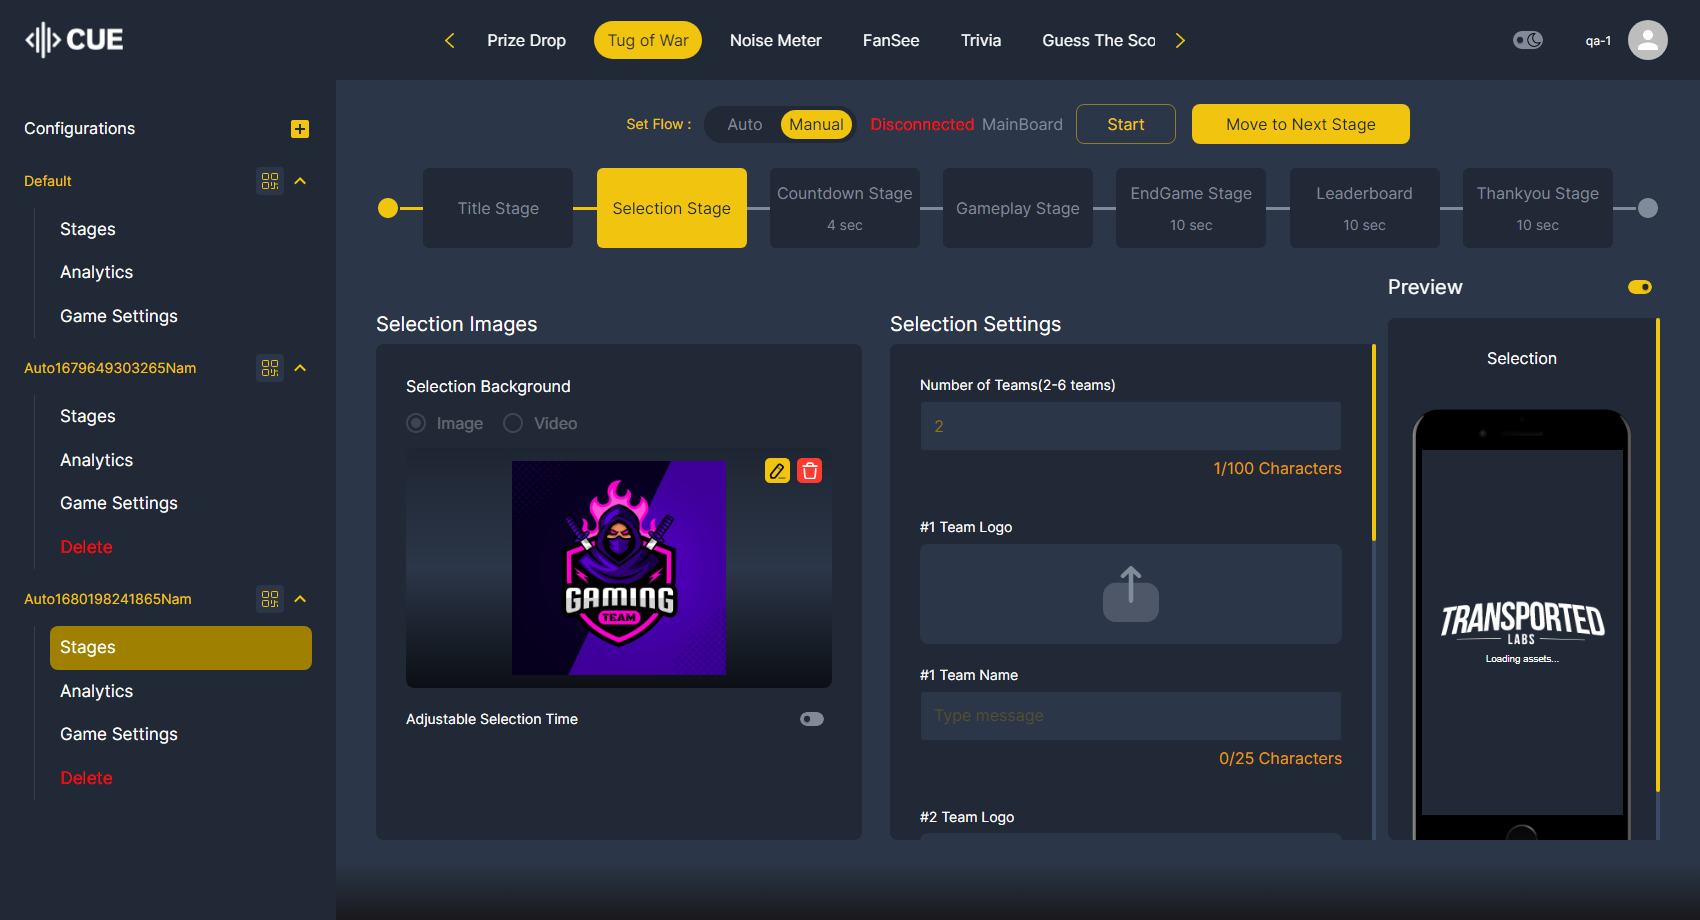 CUE
Prize Drop
Tug of War
Noise Meter
FanSee
Trivia
Guess The Sco
qa-1
Configurations
Default
Stages
Analytics
Game Settings
Auto1679649303265Nam
Stages
Analytics
Game Settings
Delete
Auto1680198241865Nam
Stages
Analytics
Game Settings
Delete
Set Flow :
Auto
Manual
Disconnected MainBoard
Start
Move to Next Stage
Title Stage
Selection Stage
Countdown Stage
4 sec
Gameplay Stage
EndGame Stage
10 sec
Leaderboard
10 sec
Thankyou Stage
10 sec
Selection Images
Selection Background
Image
Video
GAMING
TEAM
Adjustable Selection Time
Selection Settings
Number of Teams(2-6 teams)
2
1/100 Characters
#1 Team Logo
#1 Team Name
Type message
0/25 Characters
#2 Team Logo
Preview
Selection
TRANSPORTED
LABS
Loading assets...